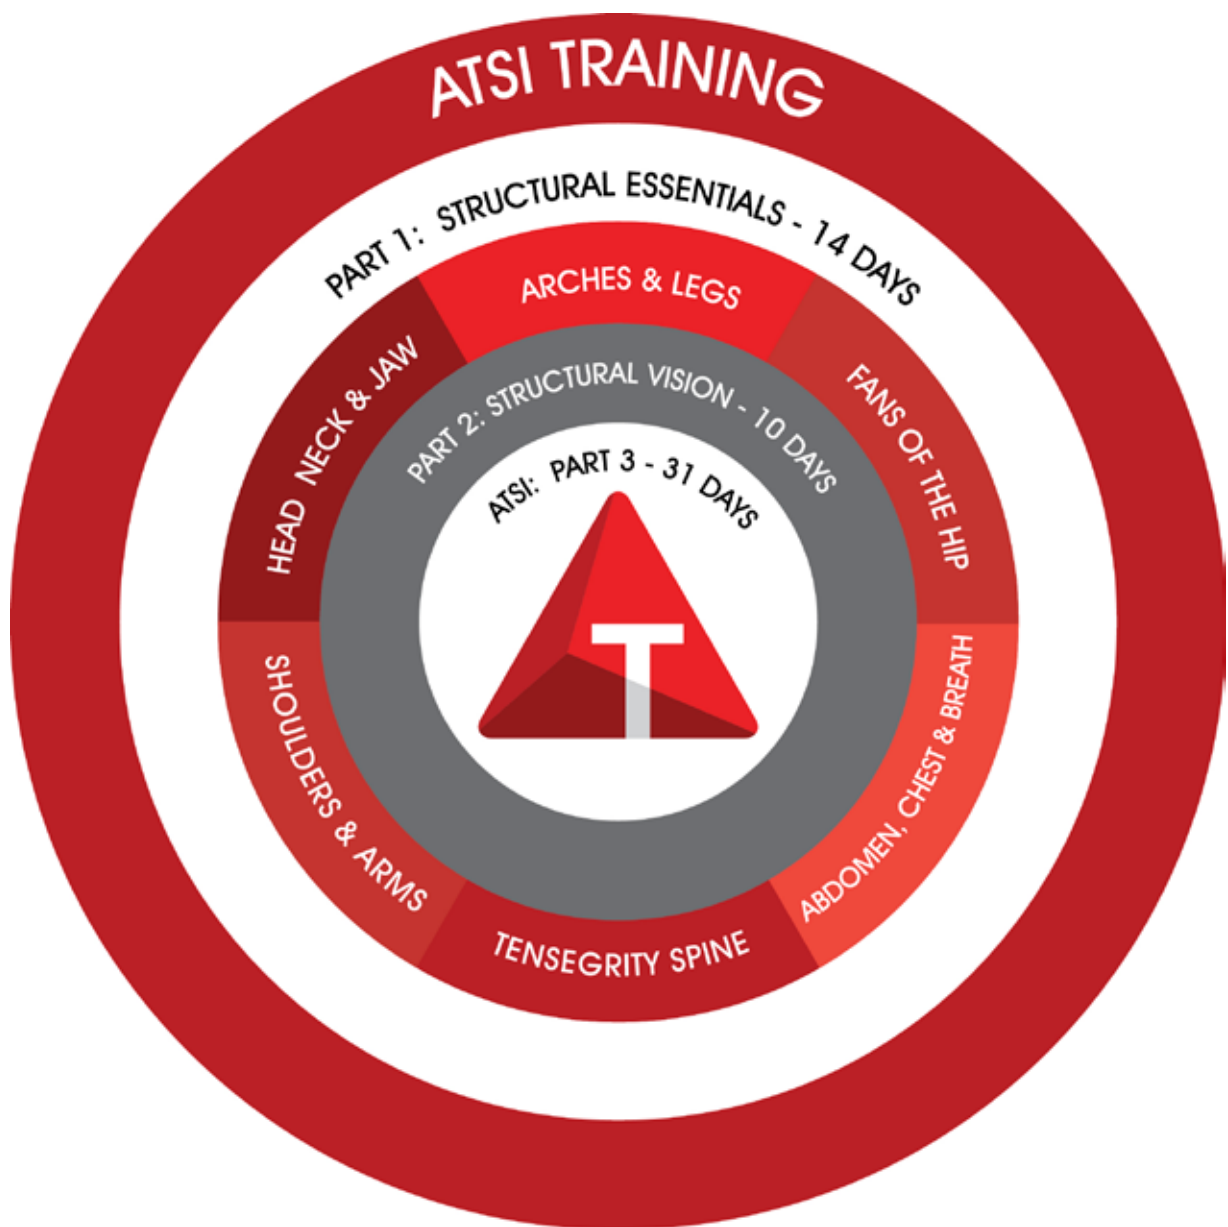 ATSI TRAINING
PART 1: STRUCTURAL ESSENTIALS - 14 DAYS
ARCHES & LEGS
FANS OF THE HIP
ABDOMEN, CHEST & BREATH
TENSEGRITY SPINE
SHOULDERS & ARMS
HEAD NECK & JAW
PART 2: STRUCTURAL VISION - 10 DAYS
ATSI: PART 3 - 31 DAYS
T